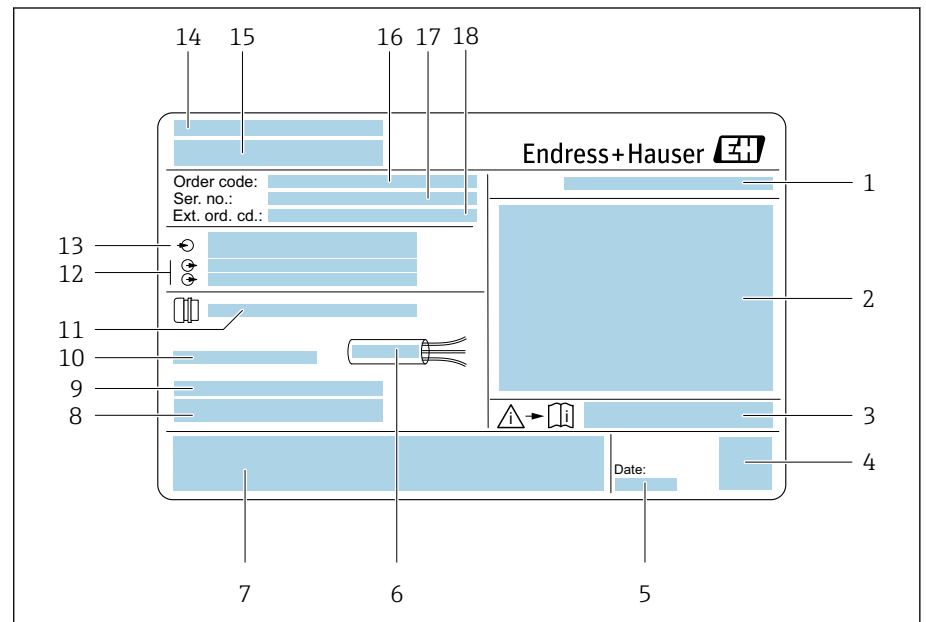 14 15 16 17 18
Endress+Hauser EH
Order code:
Ser. no.:
Ext. ord. cd.:
1
13
12
2
11
10
9
8
i i
3
4
Date:
7 6 5